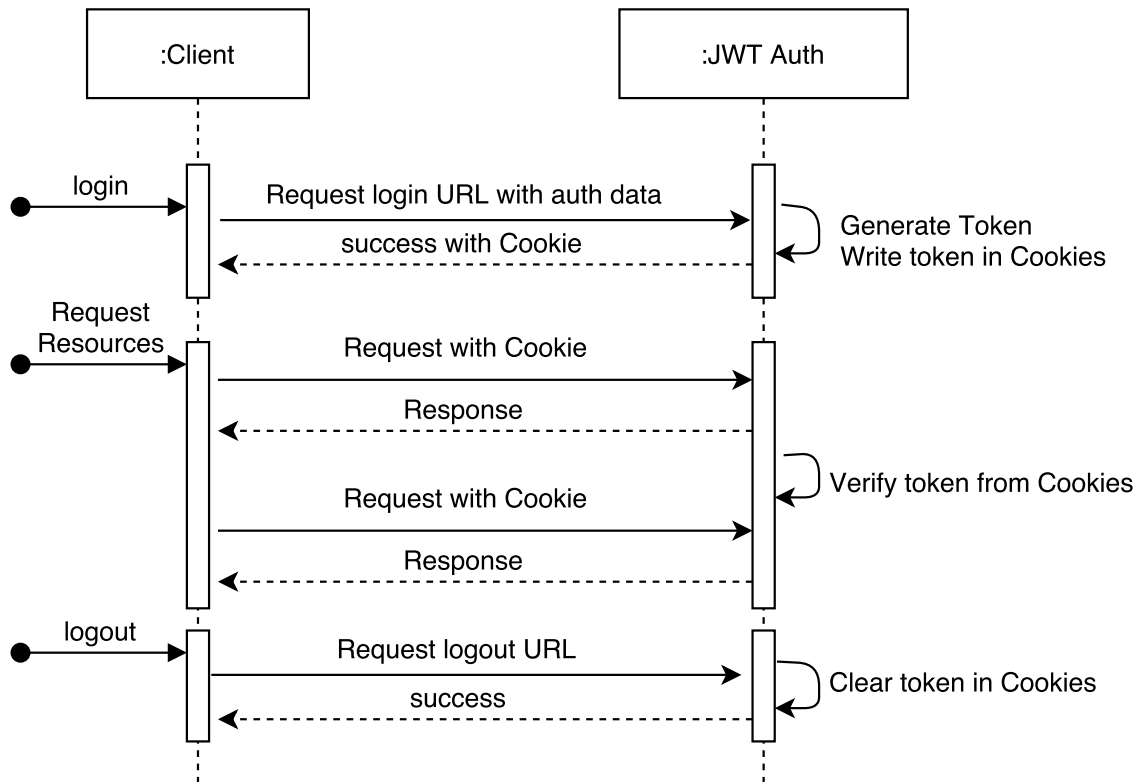 :Client
:JWT Auth
login
Request login URL with auth data
success with Cookie
Generate Token
Write token in Cookies
Request
Resources
Request with Cookie
Response
Verify token from Cookies
Request with Cookie
Response
logout
Request logout URL
success
Clear token in Cookies